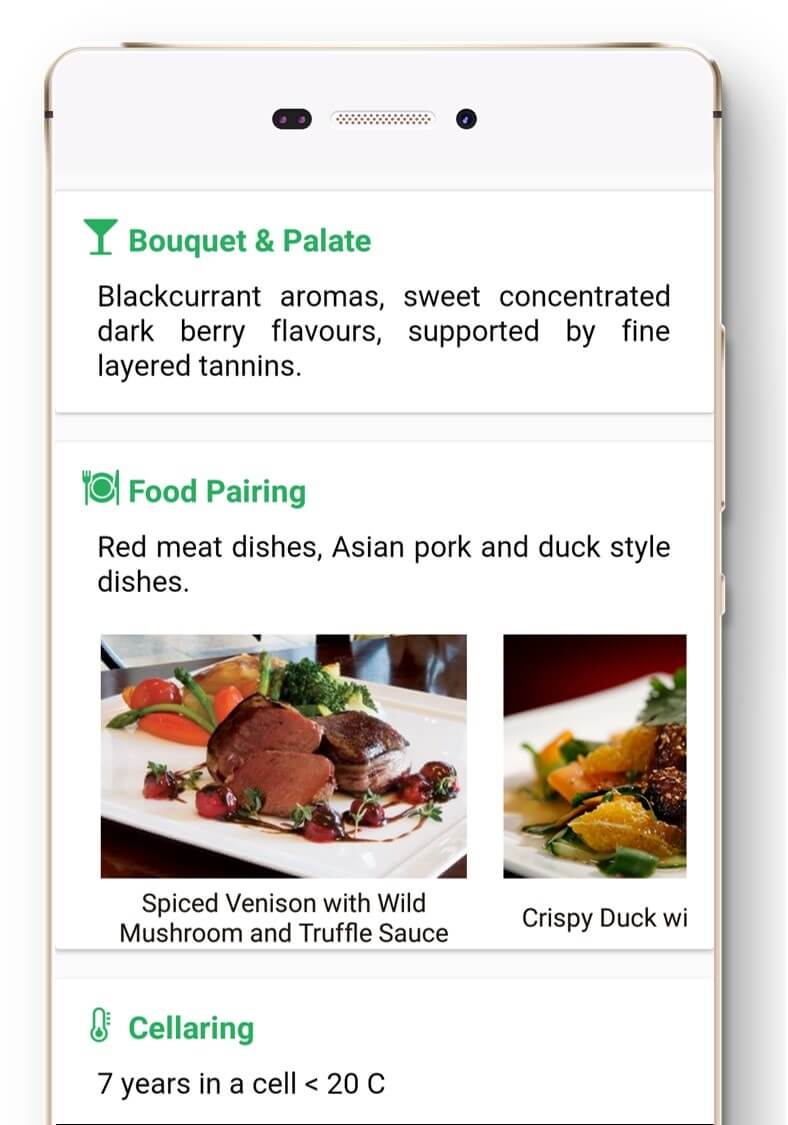 Bouquet & Palate
Blackcurrant aromas, sweet concentrated
dark berry flavours, supported by fine
layered tannins.
Food Pairing
Red meat dishes, Asian pork and duck style
dishes.
Spiced Venison with Wild
Mushroom and Truffle Sauce
Crispy Duck wi
Cellaring
7 years in a cell < 20 C